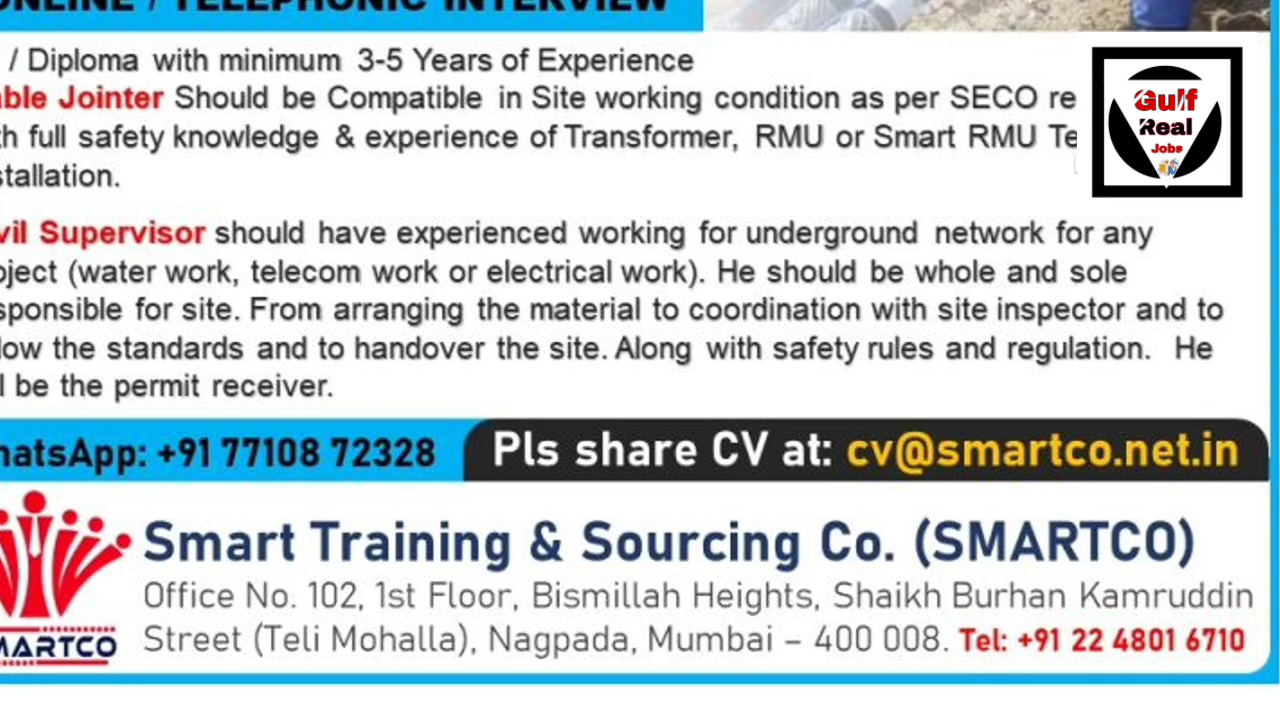 ONLINE / TELEPHONIC INTERVIEW
/ Diploma with minimum 3-5 Years of Experience
able Jointer Should be Compatible in Site working condition as per SECO re
th full safety knowledge & experience of Transformer, RMU or Smart RMU Te
stallation.
Gulf
Real
Jobs
vil Supervisor should have experienced working for underground network for any
oject (water work, telecom work or electrical work). He should be whole and sole
sponsible for site. From arranging the material to coordination with site inspector and to
low the standards and to handover the site. Along with safety rules and regulation. He
l be the permit receiver.
hatsApp: +91 77108 72328 Pls share CV at: cv@smartco.net.in
Smart Training & Sourcing Co. (SMARTCO)
Office No. 102, 1st Floor, Bismillah Heights, Shaikh Burhan Kamruddin
Street (Teli Mohalla), Nagpada, Mumbai – 400 008. Tel: +91 22 4801 6710
MARTCO